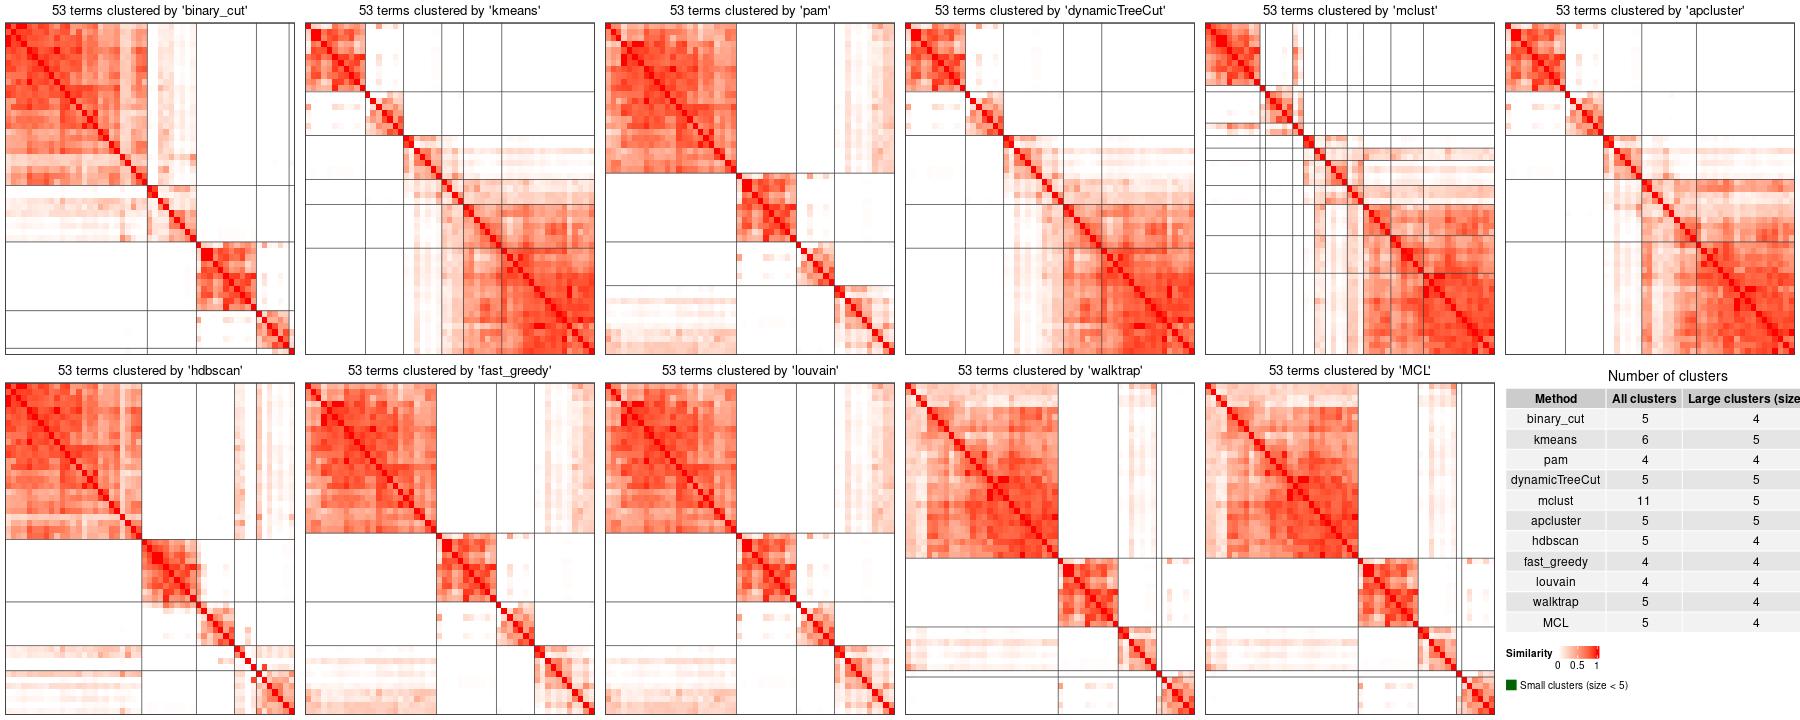 53 terms clustered by 'binary_cut'
53 terms clustered by 'kmeans'
53 terms clustered by 'pam'
53 terms clustered by 'dynamicTreeCut'
53 terms clustered by 'mclust'
53 terms clustered by 'apcluster'
53 terms clustered by 'hdbscan'
53 terms clustered by 'fast_greedy'
53 terms clustered by 'louvain'
53 terms clustered by 'walktrap'
53 terms clustered by 'MCL'
Number of clusters
Method All clusters Large clusters (size
binary_cut 5 4
kmeans 6 5
pam 4 4
dynamicTreeCut 5 5
mclust 11 5
apcluster 5 5
hdbscan 5 4
fast_greedy 4 4
louvain 4 4
walktrap 5 4
MCL 5 4
Similarity
0 0.5 1
Small clusters (size < 5)